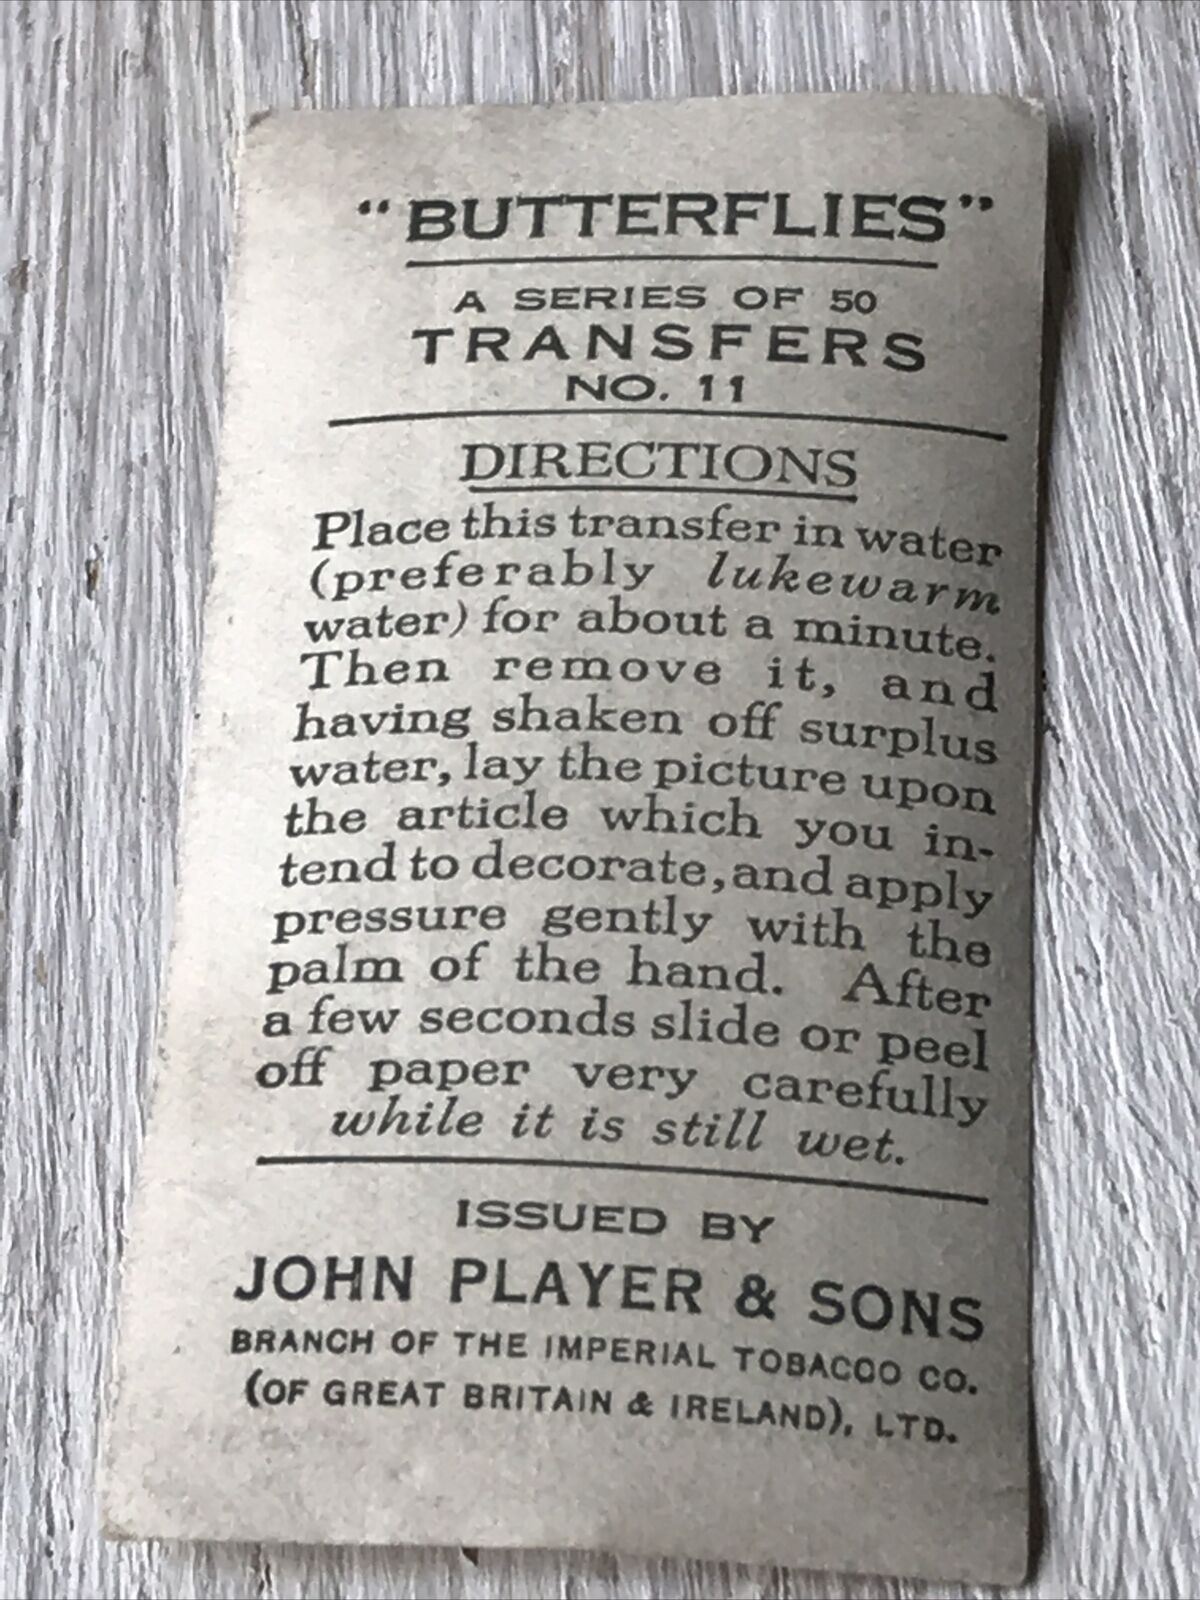 “BUTTERFLIES”
A SERIES OF 50
TRANSFERS
NO. 11
DIRECTIONS
Place this transfer in water
(preferably lukewarm
water) for about a minute.
Then remove it, and
having shaken off surplus
water, lay the picture upon
the article which you in-
tend to decorate, and apply
pressure gently with the
palm of the hand. After
a few seconds slide or peel
off paper very carefully
while it is still wet.
ISSUED BY
JOHN PLAYER & SONS
BRANCH OF THE IMPERIAL TOBACCO CO.
(OF GREAT BRITAIN & IRELAND), LTD.